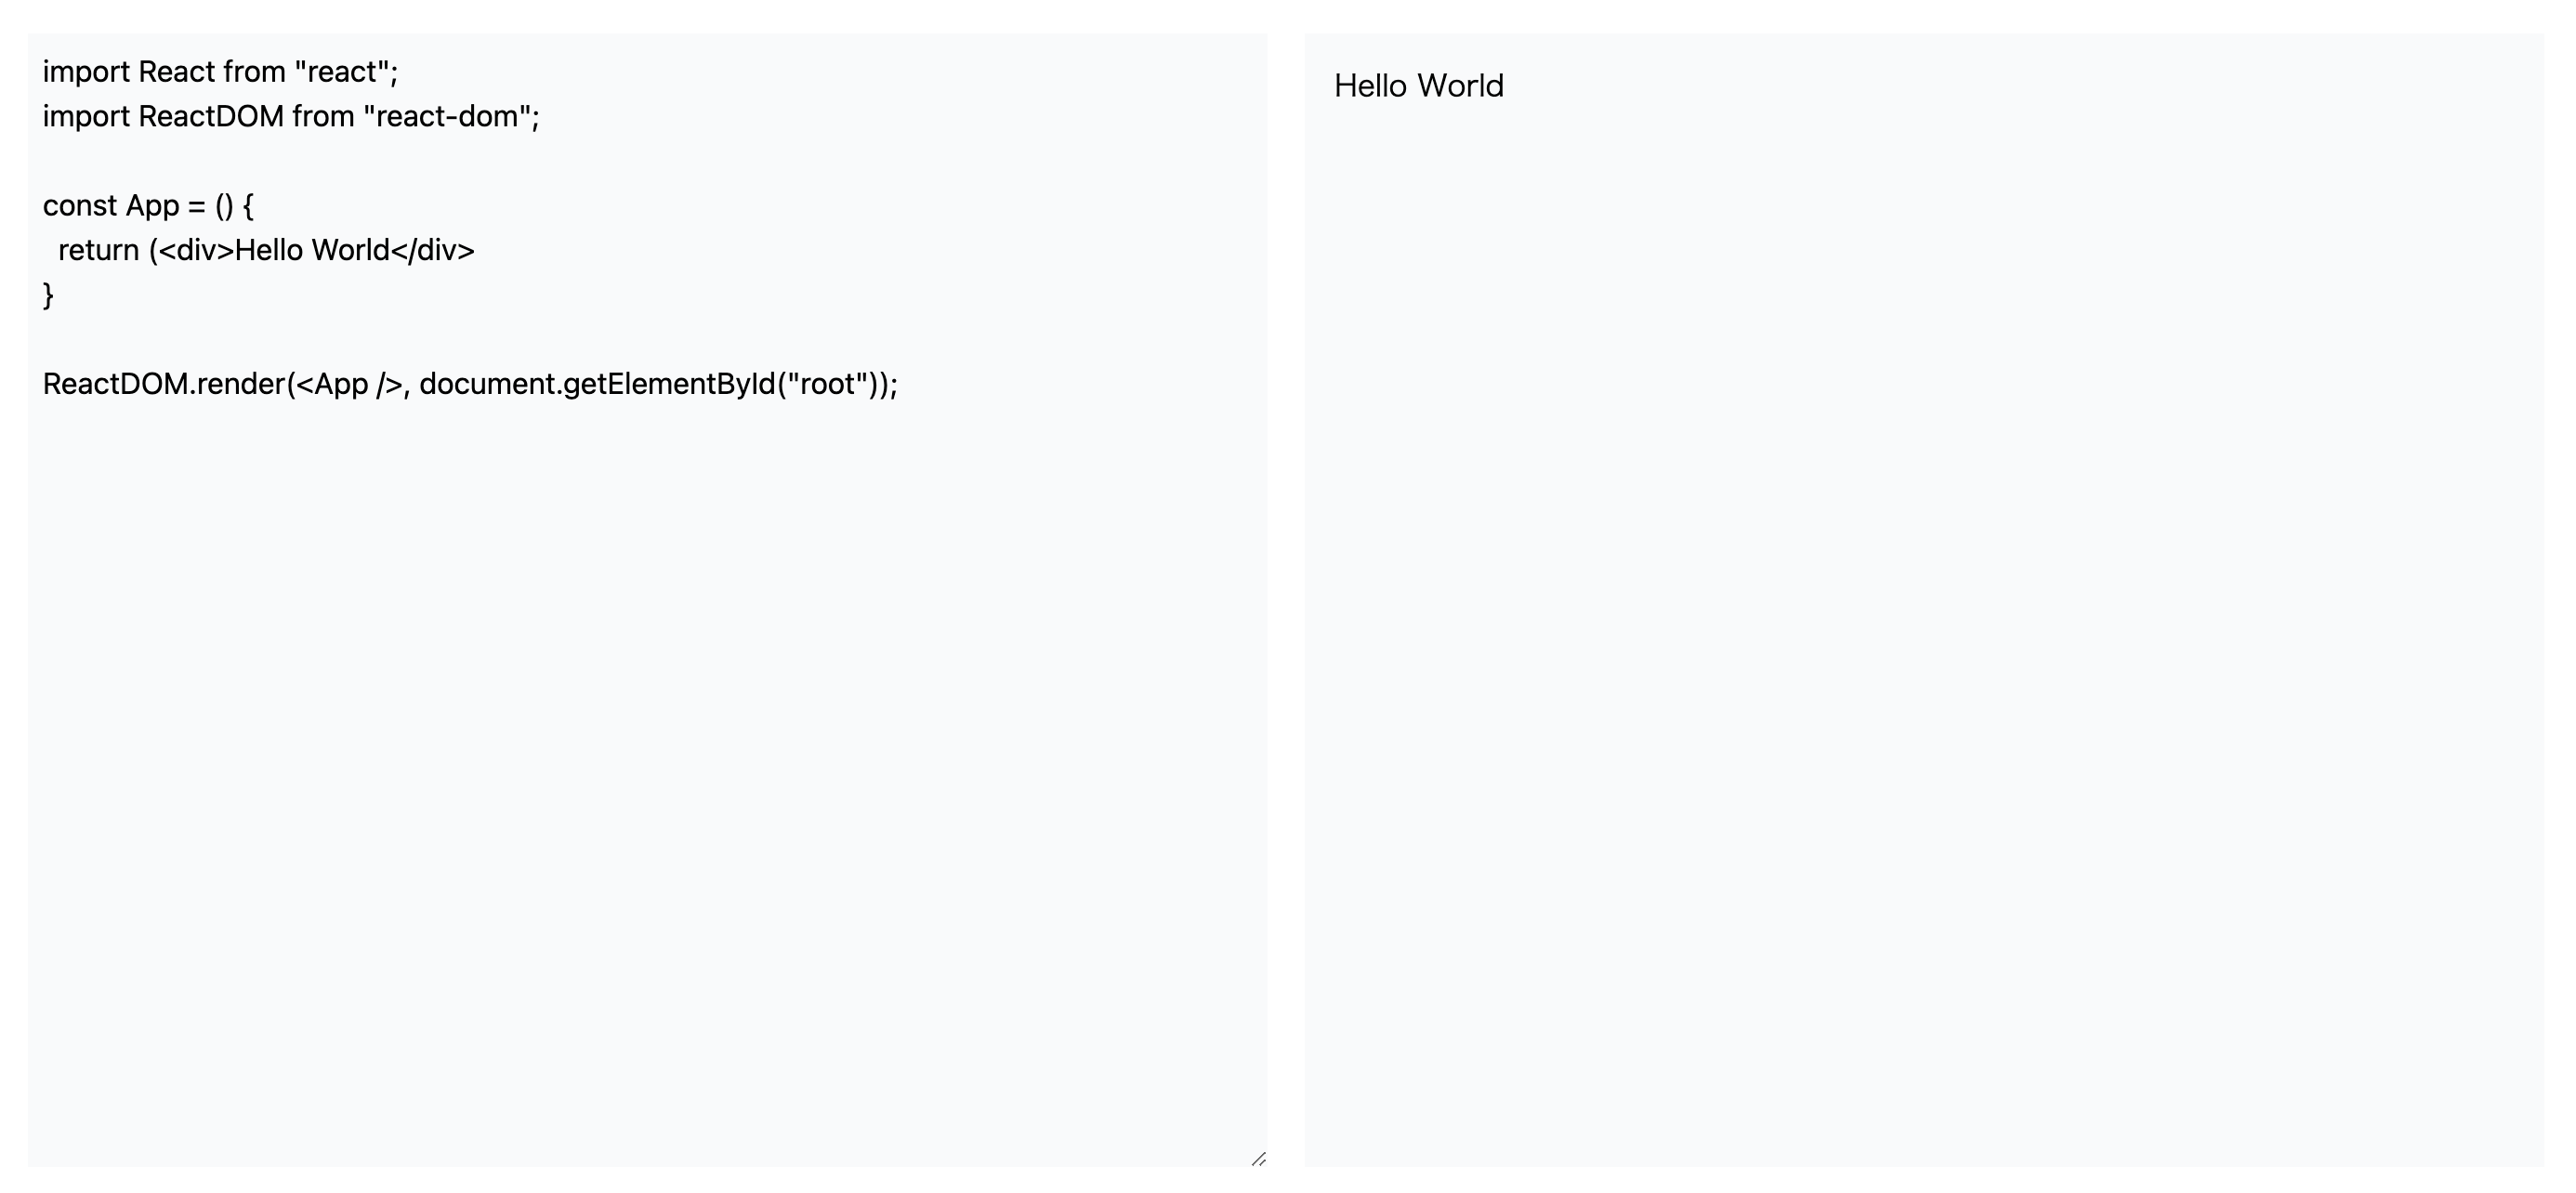 import React from "react";
import ReactDOM from "react-dom";

const App = () {
  return (<div>Hello World</div>
}

ReactDOM.render(<App />, document.getElementById("root"));
Hello World